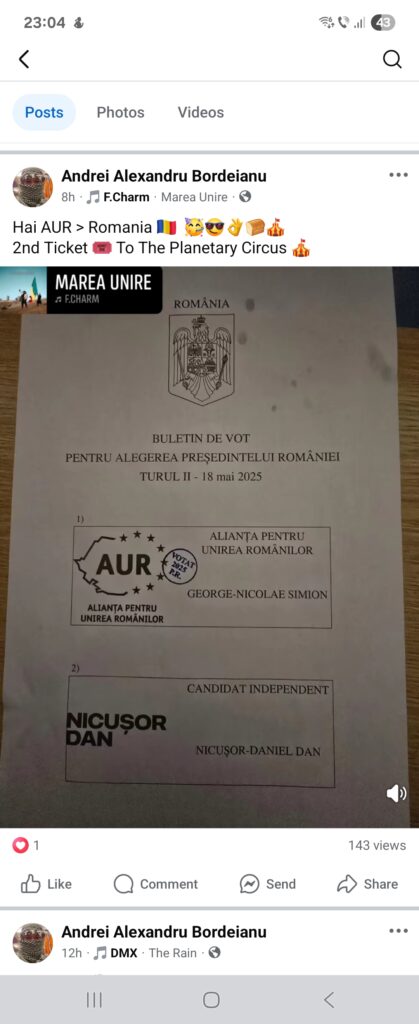 23:04
43
Posts
Photos
Videos
Andrei Alexandru Bordeianu
8h · F.Charm · Marea Unire ·
Hai AUR > Romania 🇷🇴 🥳😎👌🍞🎪
2nd Ticket 🎟️ To The Planetary Circus 🎪
MAREA UNIRE
♬ F.CHARM
ROMÂNIA
BULETIN DE VOT
PENTRU ALEGEREA PREȘEDINTELUI ROMÂNIEI
TURUL II - 18 mai 2025
1)
AUR
ALIANȚA PENTRU
UNIREA ROMÂNILOR
VOTAT
2025
P.R.
ALIANȚA PENTRU
UNIREA ROMÂNILOR
GEORGE-NICOLAE SIMION
2)
NICUȘOR
DAN
CANDIDAT INDEPENDENT
NICUȘOR-DANIEL DAN
1
143 views
Like
Comment
Send
Share
Andrei Alexandru Bordeianu
12h · DMX · The Rain ·